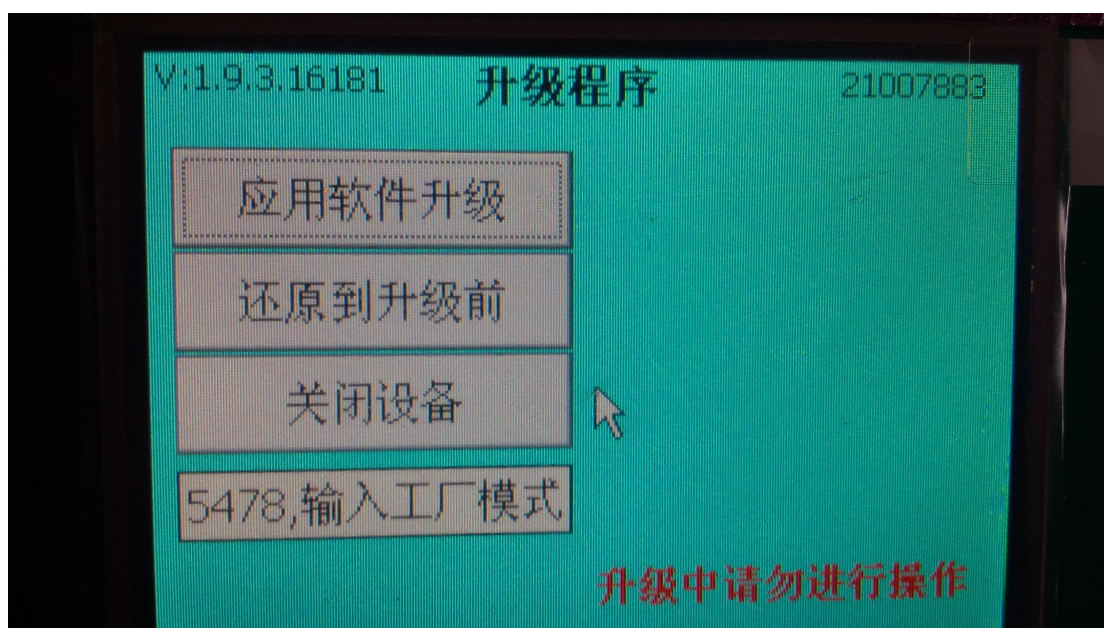 V:1.9.3.16181 升级程序 21007883
应用软件升级
还原到升级前
关闭设备
5478,输入工厂模式
升级中请勿进行操作